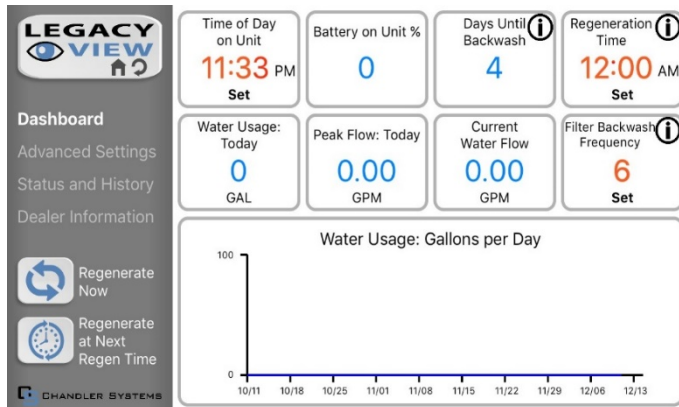 LEGACY
VIEW
Dashboard
Advanced Settings
Status and History
Dealer Information
Regenerate
Now
Regenerate
at Next
Regen Time
CHANDLER SYSTEMS
Time of Day
on Unit
11:33 PM
Set
Battery on Unit %
0
Days Until
Backwash
i
4
Regeneration
Time
i
12:00 AM
Set
Water Usage:
Today
0
GAL
Peak Flow: Today
0.00
GPM
Current
Water Flow
0.00
GPM
Filter Backwash
Frequency
i
6
Set
Water Usage: Gallons per Day
100
0
10/11 10/18 10/25 11/01 11/08 11/15 11/22 11/29 12/06 12/13